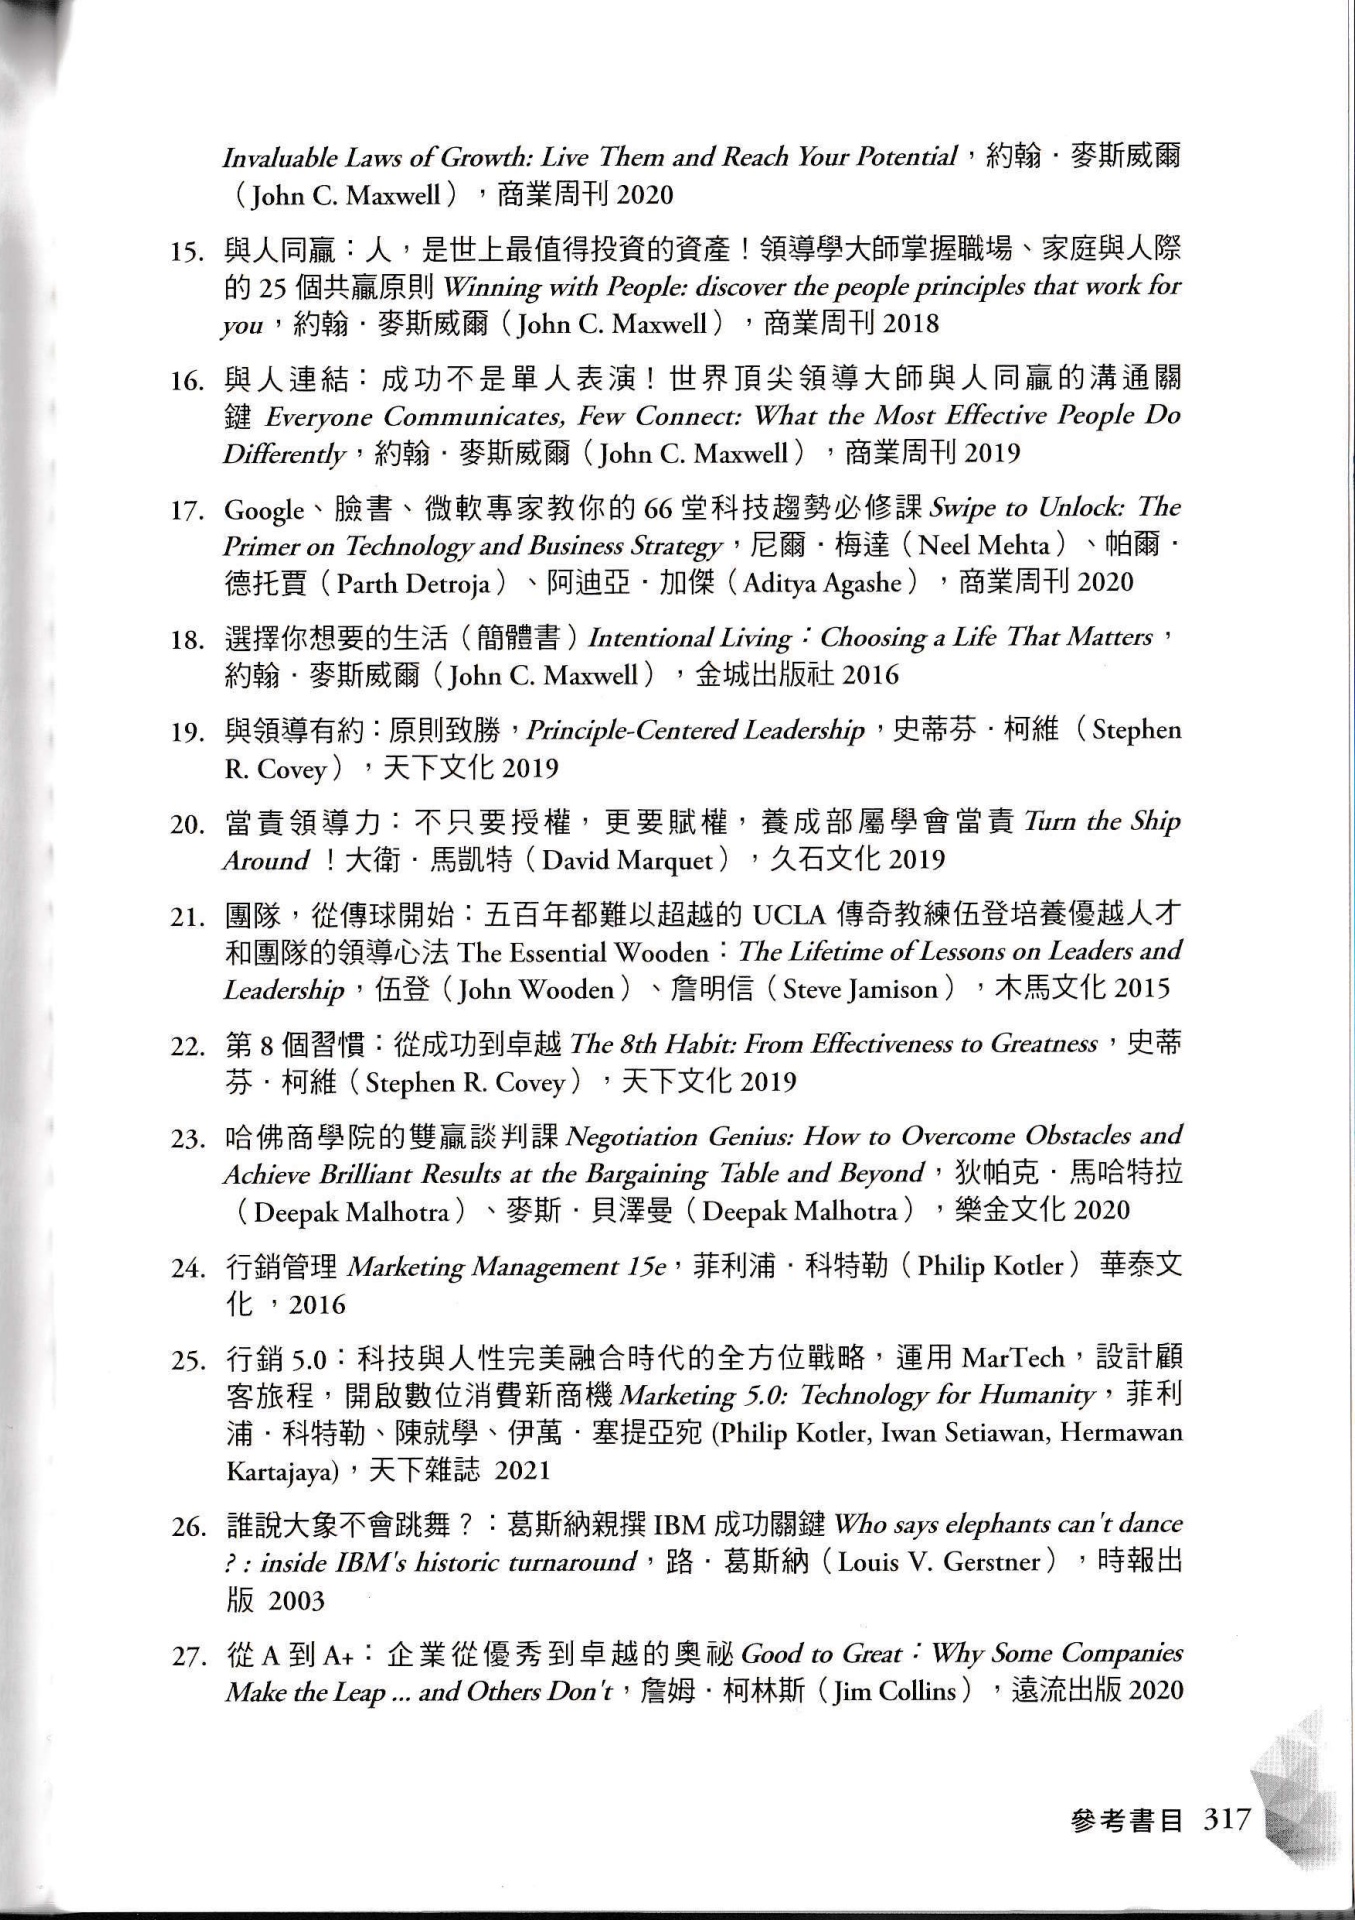 Invaluable Laws of Growth: Live Them and Reach Your Potential，約翰．麥斯威爾
（John C. Maxwell），商業周刊 2020
15. 與人同贏：人，是世上最值得投資的資產！領導學大師掌握職場、家庭與人際
的 25 個共贏原則 Winning with People: discover the people principles that work for
you，約翰．麥斯威爾（John C. Maxwell），商業周刊 2018
16. 與人連結：成功不是單人表演！世界頂尖領導大師與人同贏的溝通關
鍵 Everyone Communicates, Few Connect: What the Most Effective People Do
Differently，約翰．麥斯威爾（John C. Maxwell），商業周刊 2019
17. Google、臉書、微軟專家教你的 66 堂科技趨勢必修課 Swipe to Unlock: The
Primer on Technology and Business Strategy，尼爾．梅達（Neel Mehta）、帕爾．
德托賈（Parth Detroja）、阿迪亞．加傑（Aditya Agashe），商業周刊 2020
18. 選擇你想要的生活（簡體書）Intentional Living：Choosing a Life That Matters，
約翰．麥斯威爾（John C. Maxwell），金城出版社 2016
19. 與領導有約：原則致勝，Principle-Centered Leadership，史蒂芬．柯維（Stephen
R. Covey），天下文化 2019
20. 當責領導力：不只要授權，更要賦權，養成部屬學會當責 Turn the Ship
Around ！大衛．馬凱特（David Marquet），久石文化 2019
21. 團隊，從傳球開始：五百年都難以超越的 UCLA 傳奇教練伍登培養優越人才
和團隊的領導心法 The Essential Wooden：The Lifetime of Lessons on Leaders and
Leadership，伍登（John Wooden）、詹明信（Steve Jamison），木馬文化 2015
22. 第 8 個習慣：從成功到卓越 The 8th Habit: From Effectiveness to Greatness，史蒂
芬．柯維（Stephen R. Covey），天下文化 2019
23. 哈佛商學院的雙贏談判課 Negotiation Genius: How to Overcome Obstacles and
Achieve Brilliant Results at the Bargaining Table and Beyond，狄帕克．馬哈特拉
（Deepak Malhotra）、麥斯．貝澤曼（Deepak Malhotra），樂金文化 2020
24. 行銷管理 Marketing Management 15e，菲利浦．科特勒（Philip Kotler）華泰文
化 ，2016
25. 行銷 5.0：科技與人性完美融合時代的全方位戰略，運用 MarTech，設計顧
客旅程，開啟數位消費新商機 Marketing 5.0: Technology for Humanity，菲利
浦．科特勒、陳就學、伊萬．塞提亞宛 (Philip Kotler, Iwan Setiawan, Hermawan
Kartajaya)，天下雜誌 2021
26. 誰說大象不會跳舞？：葛斯納親撰 IBM 成功關鍵 Who says elephants can't dance
? : inside IBM's historic turnaround，路．葛斯納（Louis V. Gerstner），時報出
版 2003
27. 從 A 到 A+：企業從優秀到卓越的奧祕 Good to Great：Why Some Companies
Make the Leap ... and Others Don't，詹姆．柯林斯（Jim Collins），遠流出版 2020
參考書目 317